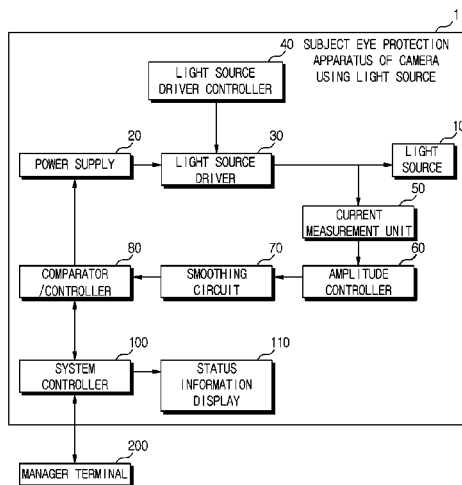 1
SUBJECT EYE PROTECTION
APPARATUS OF CAMERA
USING LIGHT SOURCE
40
LIGHT SOURCE
DRIVER CONTROLLER
20
POWER SUPPLY
30
LIGHT SOURCE
DRIVER
10
LIGHT
SOURCE
50
CURRENT
MEASUREMENT UNIT
80
COMPARATOR
/CONTROLLER
70
SMOOTHING
CIRCUIT
60
AMPLITUDE
CONTROLLER
100
SYSTEM
CONTROLLER
110
STATUS
INFORMATION
DISPLAY
200
MANAGER TERMINAL